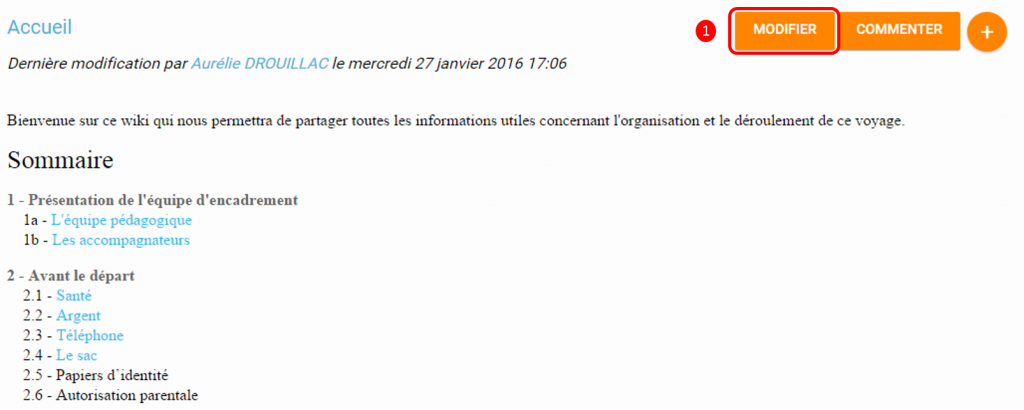 Accueil
1
MODIFIER
COMMENTER
+
Dernière modification par Aurélie DROUILLAC le mercredi 27 janvier 2016 17:06
Bienvenue sur ce wiki qui nous permettra de partager toutes les informations utiles concernant l'organisation et le déroulement de ce voyage.
Sommaire
1 - Présentation de l'équipe d'encadrement
1a - L'équipe pédagogique
1b - Les accompagnateurs
2 - Avant le départ
2.1 - Santé
2.2 - Argent
2.3 - Téléphone
2.4 - Le sac
2.5 - Papiers d`identité
2.6 - Autorisation parentale